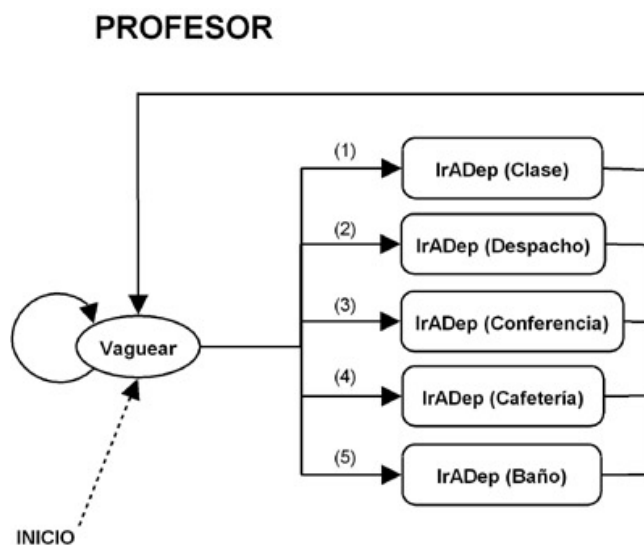 PROFESOR
(1)
IrADep (Clase)
(2)
IrADep (Despacho)
(3)
IrADep (Conferencia)
Vaguear
(4)
IrADep (Cafetería)
(5)
IrADep (Baño)
INICIO